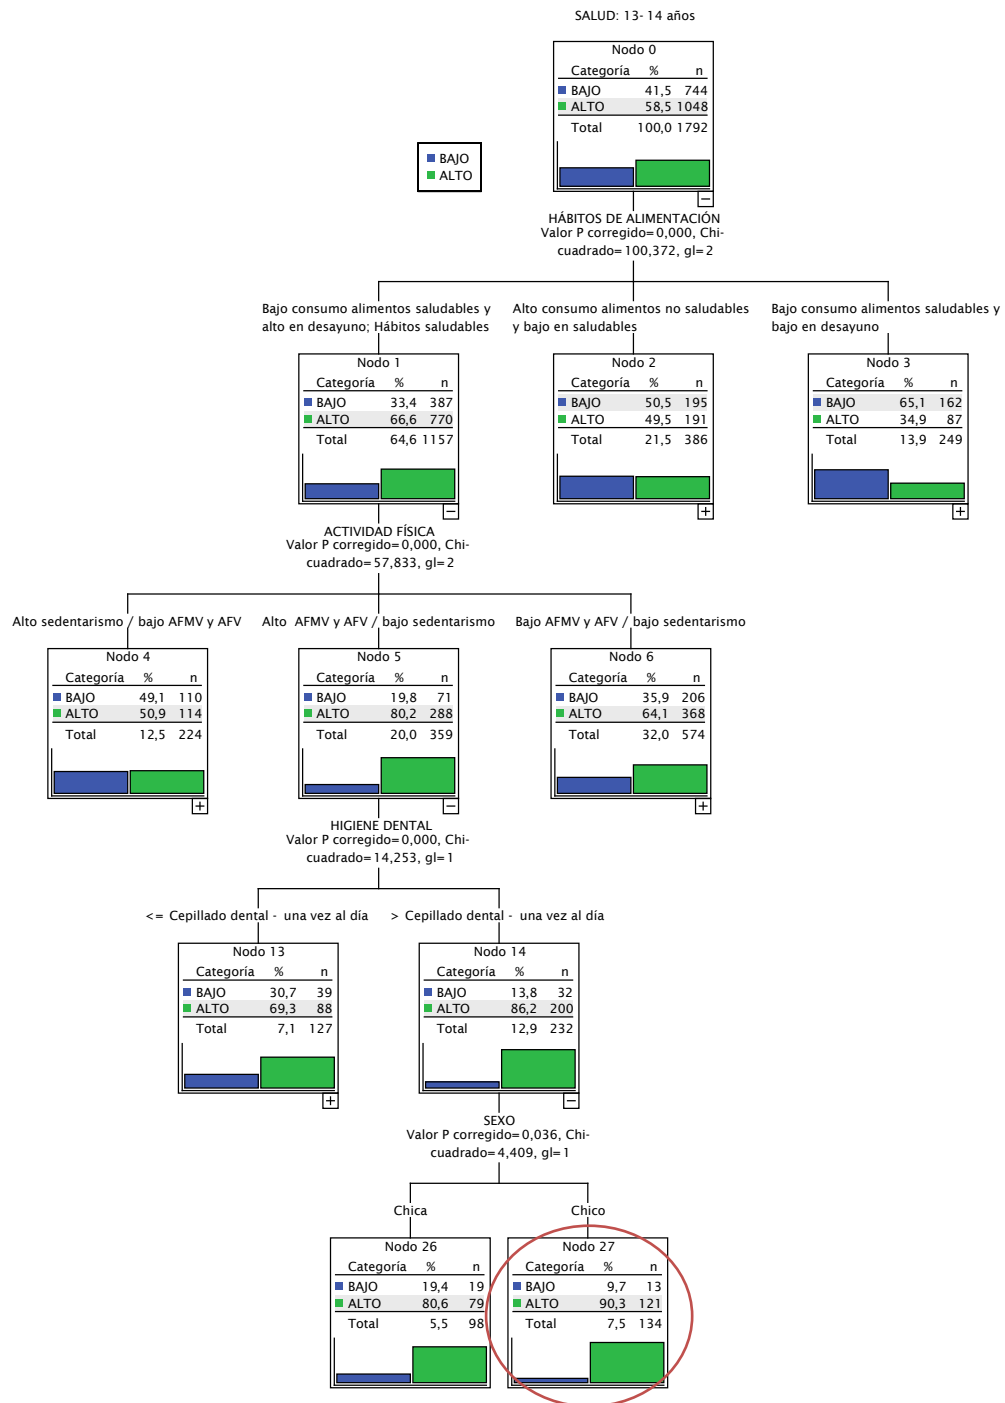 SALUD: 13- 14 años
Nodo 0
Categoría % n
BAJO 41,5 744
ALTO 58,5 1048
Total 100,0 1792
BAJO
ALTO
HÁBITOS DE ALIMENTACIÓN
Valor P corregido=0,000, Chi-
cuadrado=100,372, gl=2
Bajo consumo alimentos saludables y
alto en desayuno; Hábitos saludables
Alto consumo alimentos no saludables
y bajo en saludables
Bajo consumo alimentos saludables y
bajo en desayuno
Nodo 1
Categoría % n
BAJO 33,4 387
ALTO 66,6 770
Total 64,6 1157
Nodo 2
Categoría % n
BAJO 50,5 195
ALTO 49,5 191
Total 21,5 386
Nodo 3
Categoría % n
BAJO 65,1 162
ALTO 34,9 87
Total 13,9 249
ACTIVIDAD FÍSICA
Valor P corregido=0,000, Chi-
cuadrado=57,833, gl=2
Alto sedentarismo / bajo AFMV y AFV
Alto AFMV y AFV / bajo sedentarismo
Bajo AFMV y AFV / bajo sedentarismo
Nodo 4
Categoría % n
BAJO 49,1 110
ALTO 50,9 114
Total 12,5 224
Nodo 5
Categoría % n
BAJO 19,8 71
ALTO 80,2 288
Total 20,0 359
Nodo 6
Categoría % n
BAJO 35,9 206
ALTO 64,1 368
Total 32,0 574
HIGIENE DENTAL
Valor P corregido=0,000, Chi-
cuadrado=14,253, gl=1
<= Cepillado dental - una vez al día
> Cepillado dental - una vez al día
Nodo 13
Categoría % n
BAJO 30,7 39
ALTO 69,3 88
Total 7,1 127
Nodo 14
Categoría % n
BAJO 13,8 32
ALTO 86,2 200
Total 12,9 232
SEXO
Valor P corregido=0,036, Chi-
cuadrado=4,409, gl=1
Chica
Chico
Nodo 26
Categoría % n
BAJO 19,4 19
ALTO 80,6 79
Total 5,5 98
Nodo 27
Categoría % n
BAJO 9,7 13
ALTO 90,3 121
Total 7,5 134